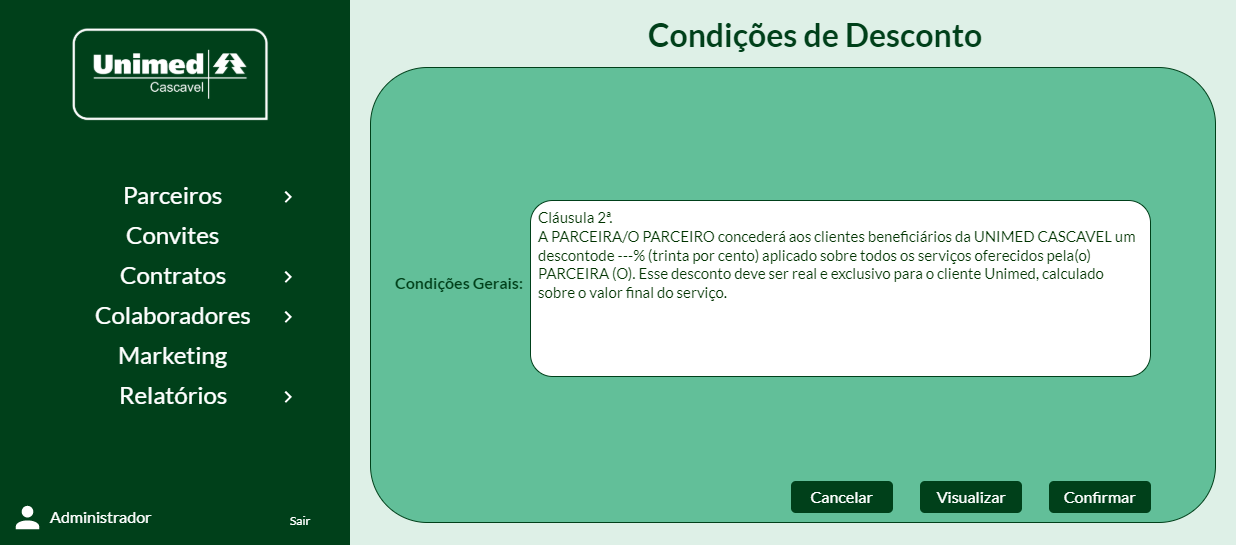 Unimed
Cascavel
Parceiros
Convites
Contratos
Colaboradores
Marketing
Relatórios
Administrador
Sair
Condições de Desconto
Condições Gerais:
Cláusula 2ª.
A PARCEIRA/O PARCEIRO concederá aos clientes beneficiários da UNIMED CASCAVEL um
descontode ---% (trinta por cento) aplicado sobre todos os serviços oferecidos pela(o)
PARCEIRA (O). Esse desconto deve ser real e exclusivo para o cliente Unimed, calculado
sobre o valor final do serviço.
Cancelar
Visualizar
Confirmar